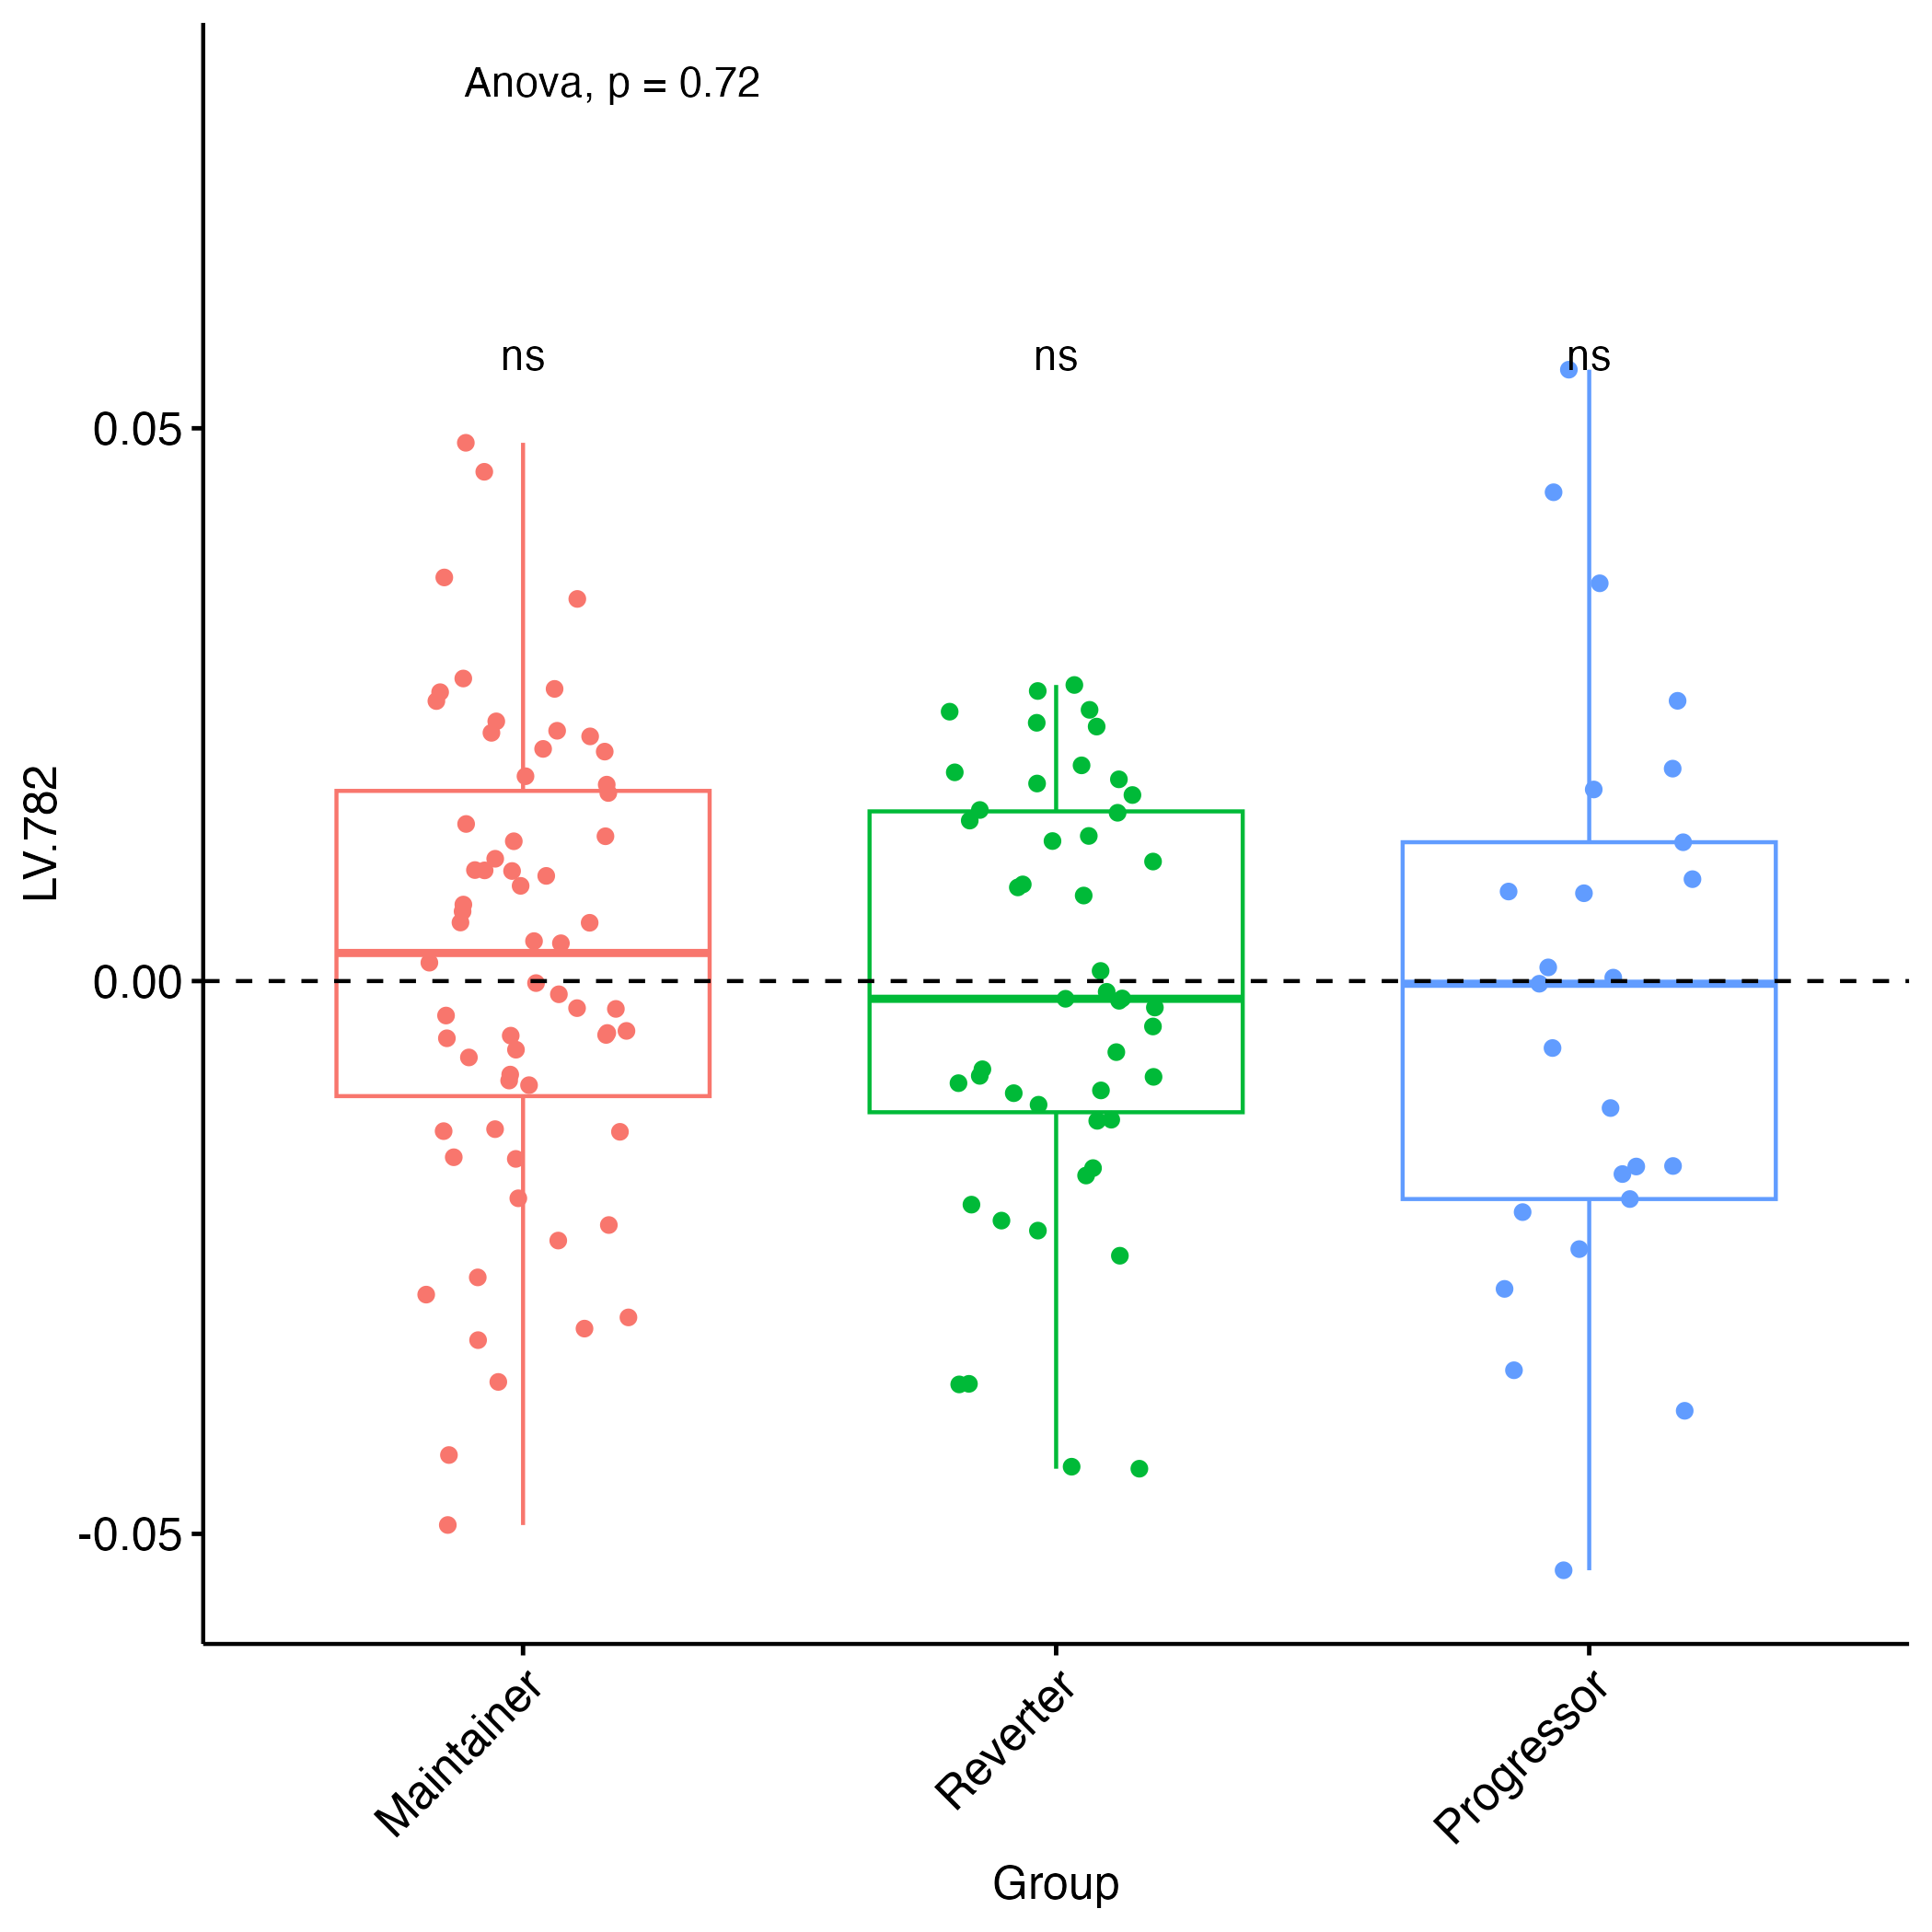 Anova, p = 0.72
ns ns ns
0.05
0.00
-0.05
LV.782
Maintainer Reverter Progressor
Group